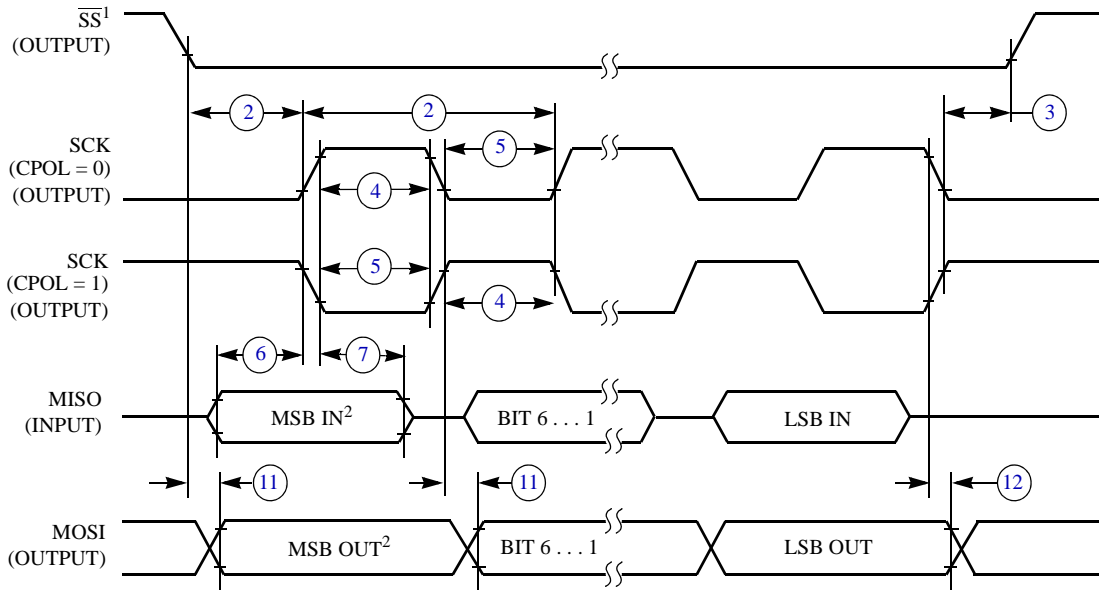 SS¹
(OUTPUT)
2
2
3
SCK
(CPOL = 0)
(OUTPUT)
5
4
SCK
(CPOL = 1)
(OUTPUT)
5
4
6
7
MISO
(INPUT)
MSB IN²
BIT 6 . . . 1
LSB IN
11
11
12
MOSI
(OUTPUT)
MSB OUT²
BIT 6 . . . 1
LSB OUT